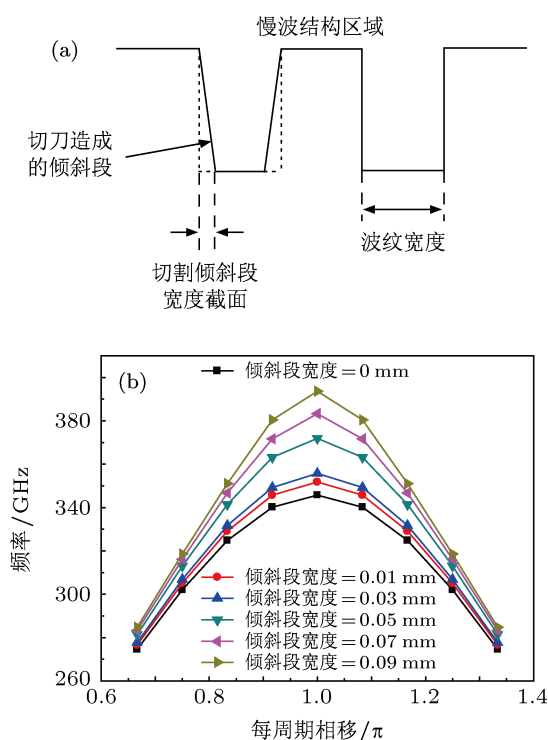 慢波结构区域
(a)
切刀造成
的倾斜段
波纹宽度
切割倾斜段
宽度截面
(b)
倾斜段宽度=0 mm
380
340
300
260
频率/GHz
倾斜段宽度=0.01 mm
倾斜段宽度=0.03 mm
倾斜段宽度=0.05 mm
倾斜段宽度=0.07 mm
倾斜段宽度=0.09 mm
0.6 0.8 1.0 1.2 1.4
每周期相移/π